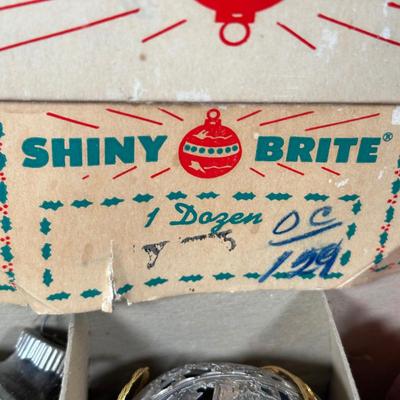 SHINY BRITE®
1 Dozen
OC
129